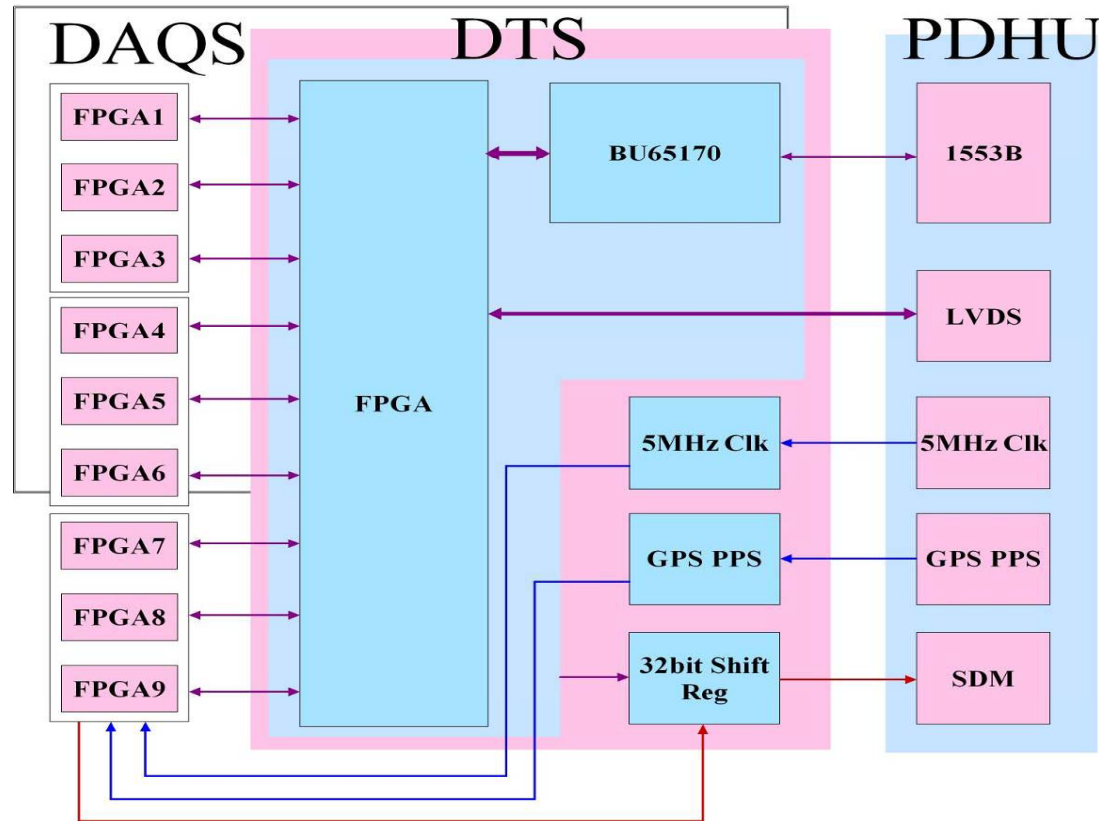 DAQS
DTS
PDHU
FPGA1
FPGA2
FPGA3
FPGA4
FPGA5
FPGA6
FPGA7
FPGA8
FPGA9
FPGA
BU65170
5MHz Clk
GPS PPS
32bit Shift
Reg
1553B
LVDS
5MHz Clk
GPS PPS
SDM